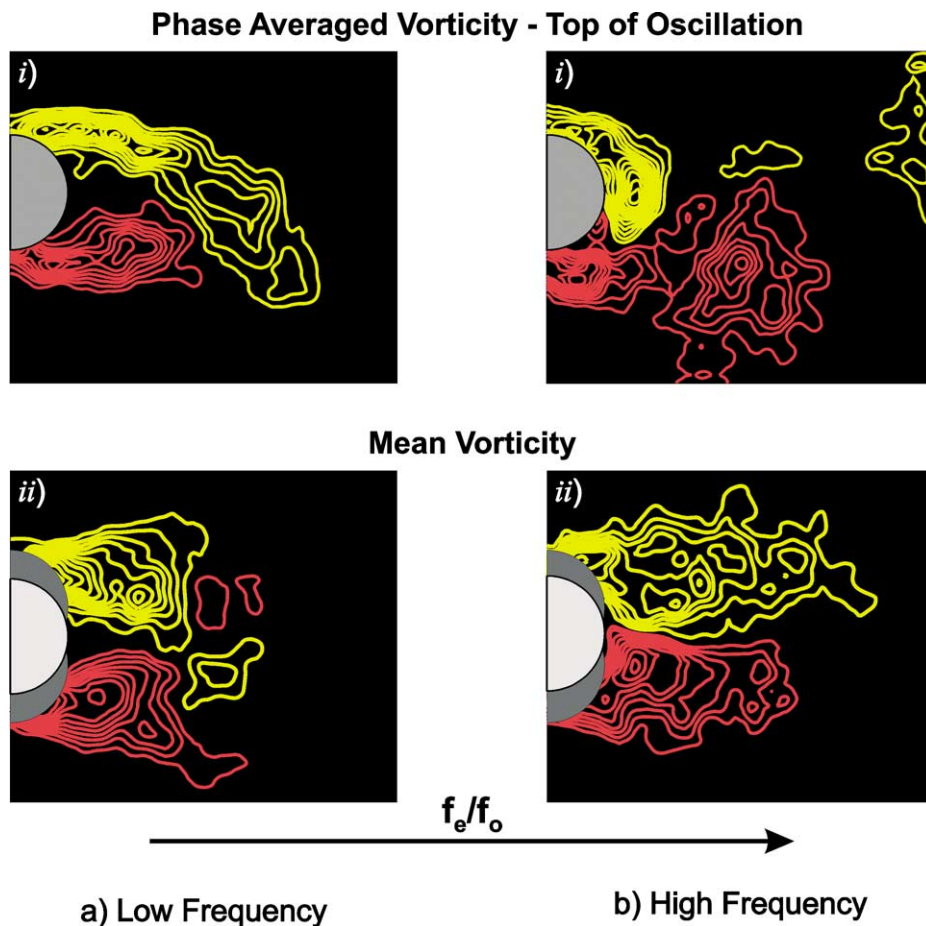 Phase Averaged Vorticity - Top of Oscillation
i)
i)
Mean Vorticity
ii)
ii)
fe/fo
a) Low Frequency
b) High Frequency